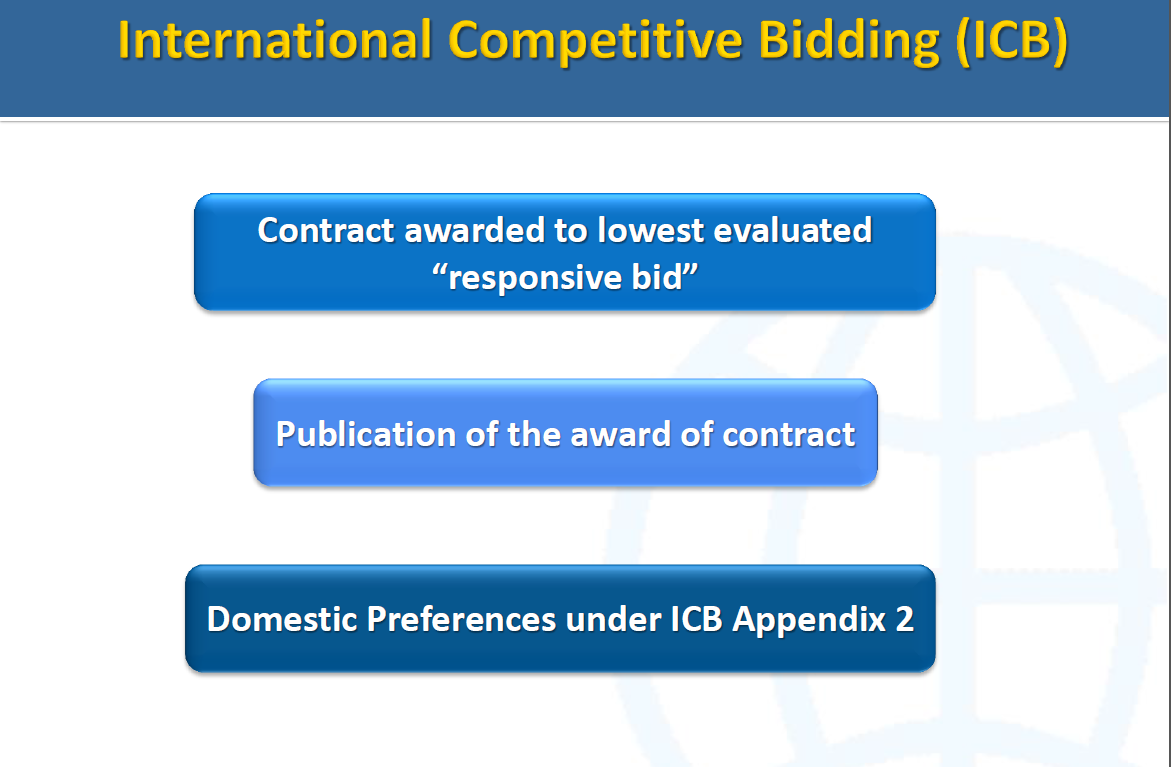 International Competitive Bidding (ICB)
Contract awarded to lowest evaluated
“responsive bid”
Publication of the award of contract
Domestic Preferences under ICB Appendix 2